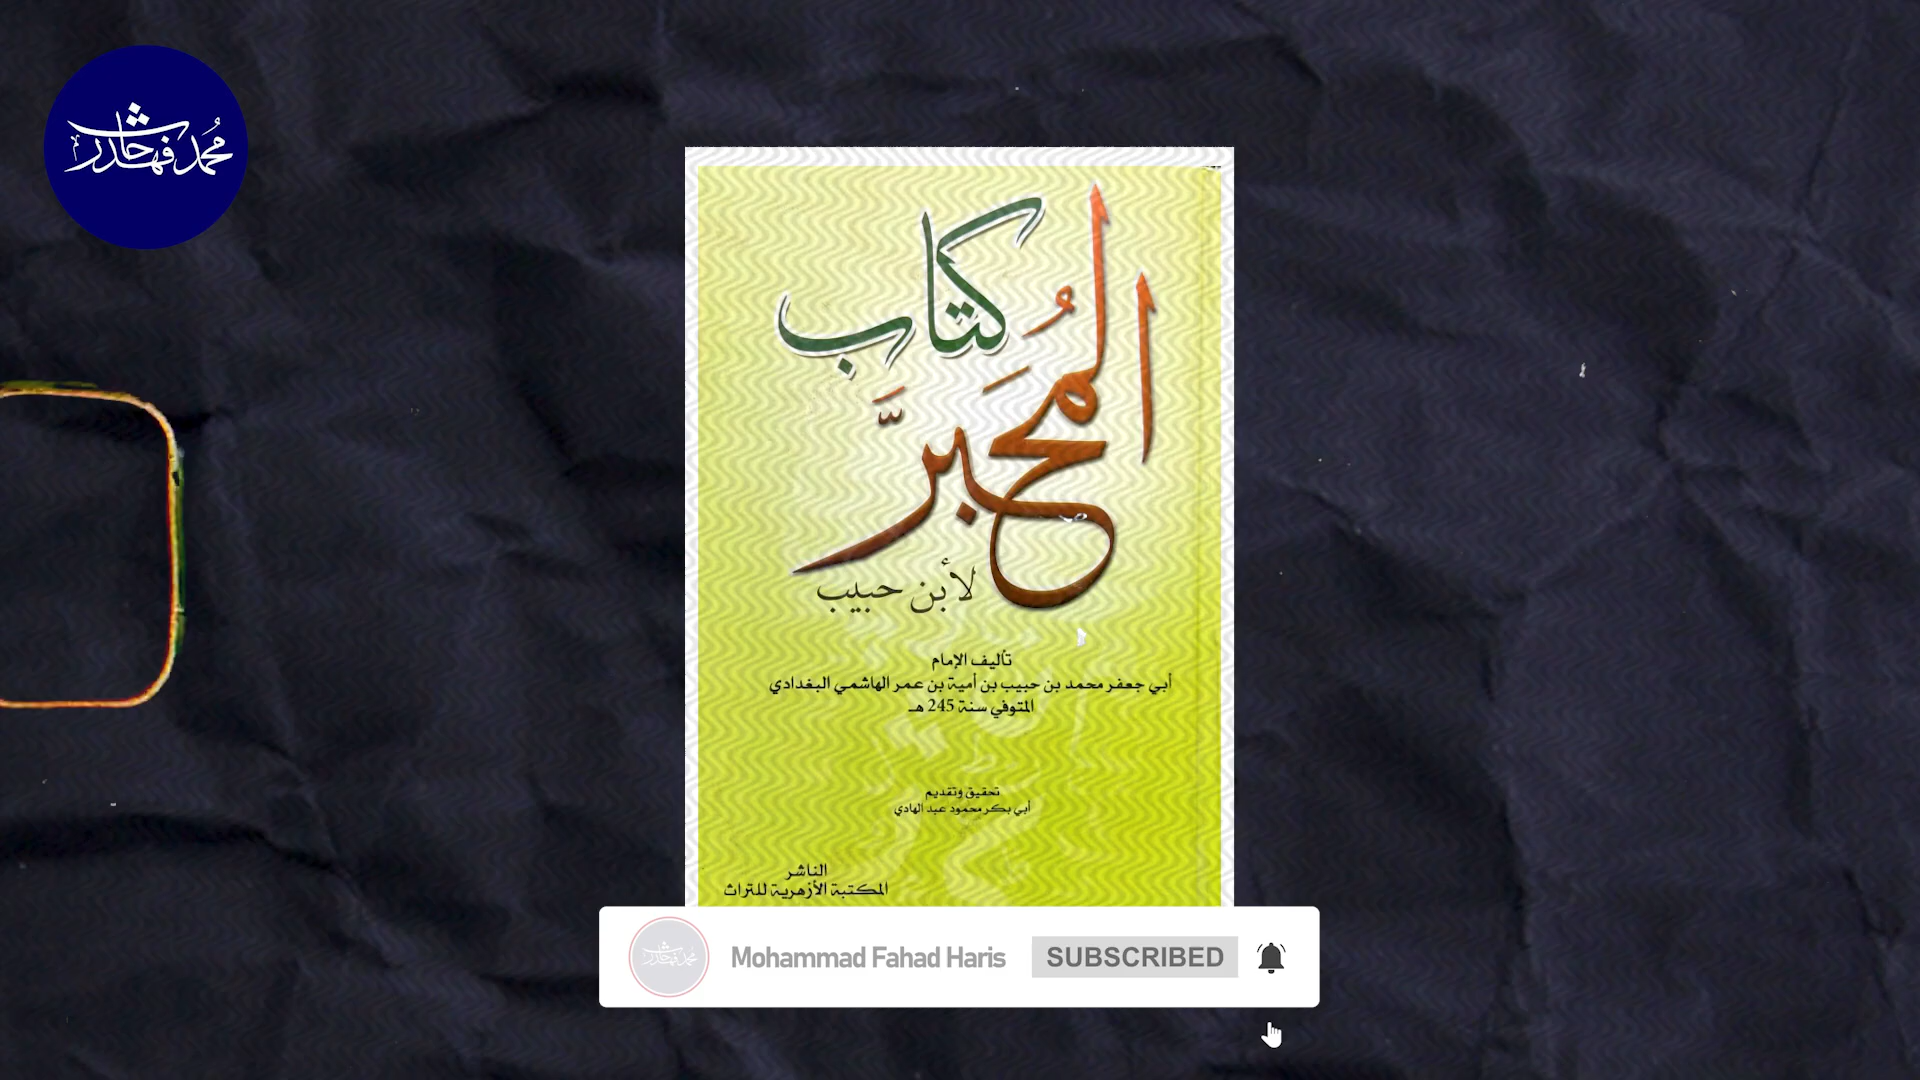 محمد فهد حارث
كتاب
المُحَبَّر
لأبن حبيب
تأليف الإمام
أبي جعفر محمد بن حبيب بن أمية بن عمر الهاشمي البغدادي
المتوفي سنة 245 هـ
تحقيق وتقديم
أبي بكر محمود عبد الهادي
الناشر
المكتبة الأزهرية للتراث
Mohammad Fahad Haris
SUBSCRIBED